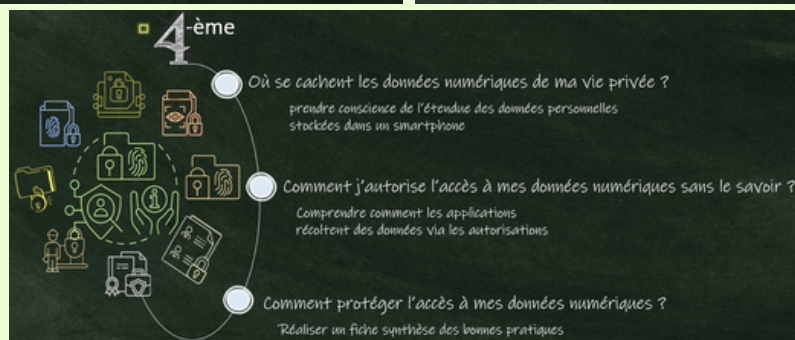 4-ème
Où se cachent les données numériques de ma vie privée ?
prendre conscience de l'étendue des données personnelles
stockées dans un smartphone
Comment j'autorise l'accès à mes données numériques sans le savoir ?
Comprendre comment les applications
récoltent des données via les autorisations
Comment protéger l'accès à mes données numériques ?
Réaliser un fiche synthèse des bonnes pratiques